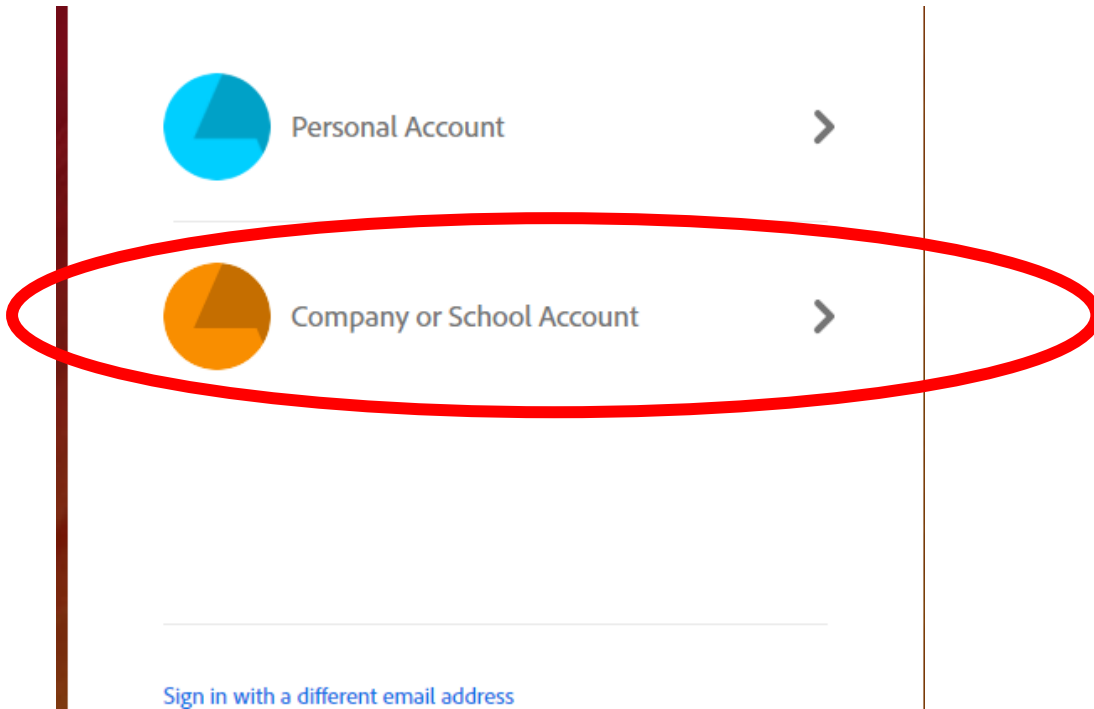 Personal Account
Company or School Account
Sign in with a different email address